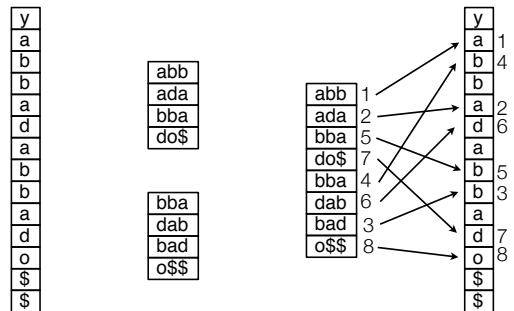 y
a
b
b
a
d
a
b
b
a
d
o
$
$
abb
ada
bba
do$
bba
dab
bad
o$$
abb 1
ada 2
bba 5
do$ 7
bba 4
dab 6
bad 3
o$$ 8
y
a 1
b 4
b
a 2
d 6
a
b 5
b 3
a
d 7
o 8
$
$